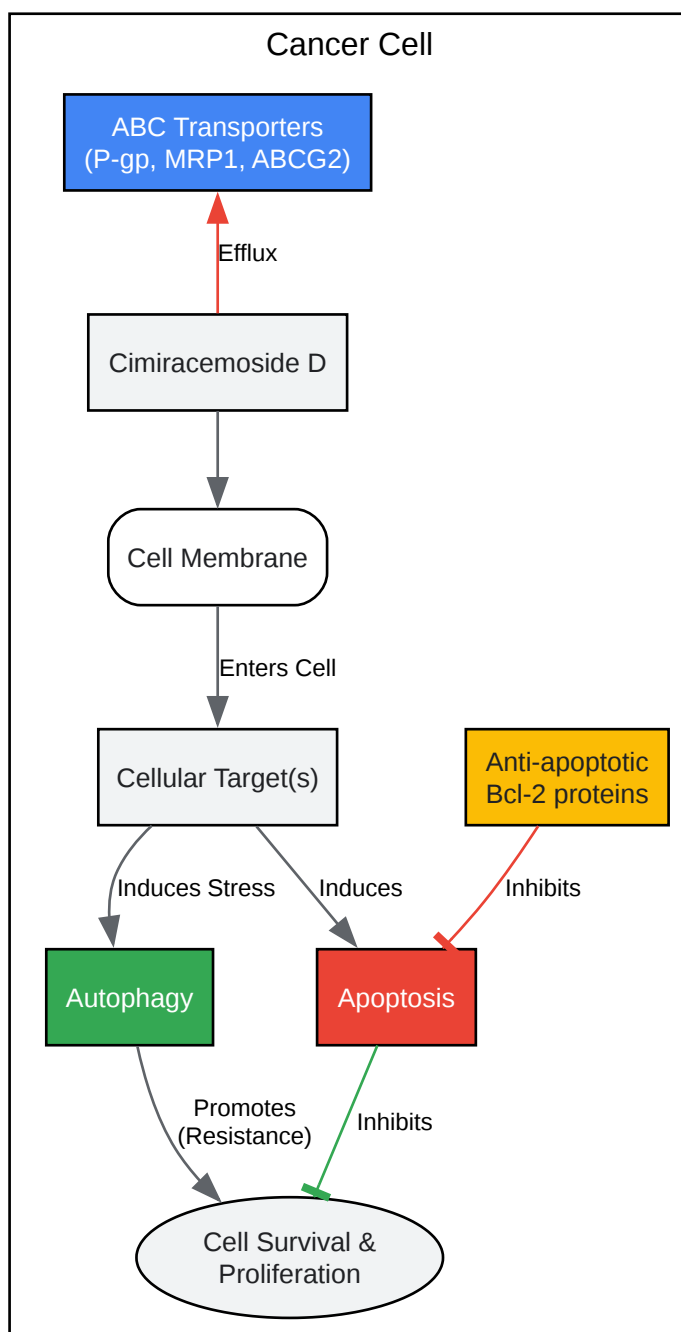 Cancer Cell
ABC Transporters
(P-gp, MRP1, ABCG2)
Efflux
Cimiracemoside D
Cell Membrane
Enters Cell
Cellular Target(s)
Anti-apoptotic
Bcl-2 proteins
Induces Stress
Induces
Inhibits
Autophagy
Apoptosis
Promotes
(Resistance)
Inhibits
Cell Survival &
Proliferation